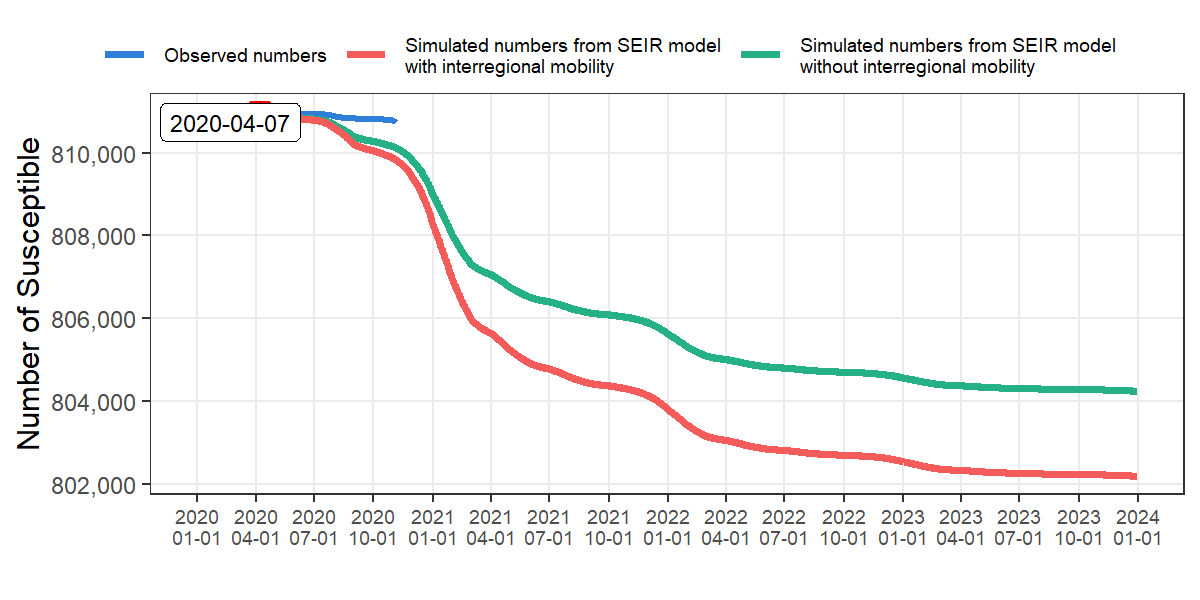 Observed numbers
Simulated numbers from SEIR model
with interregional mobility
Simulated numbers from SEIR model
without interregional mobility
2020-04-07
Number of Susceptible
810,000
808,000
806,000
804,000
802,000
2020 2020 2020 2020 2021 2021 2021 2021 2022 2022 2022 2022 2023 2023 2023 2023 2024
01-01 04-01 07-01 10-01 01-01 04-01 07-01 10-01 01-01 04-01 07-01 10-01 01-01 04-01 07-01 10-01 01-01